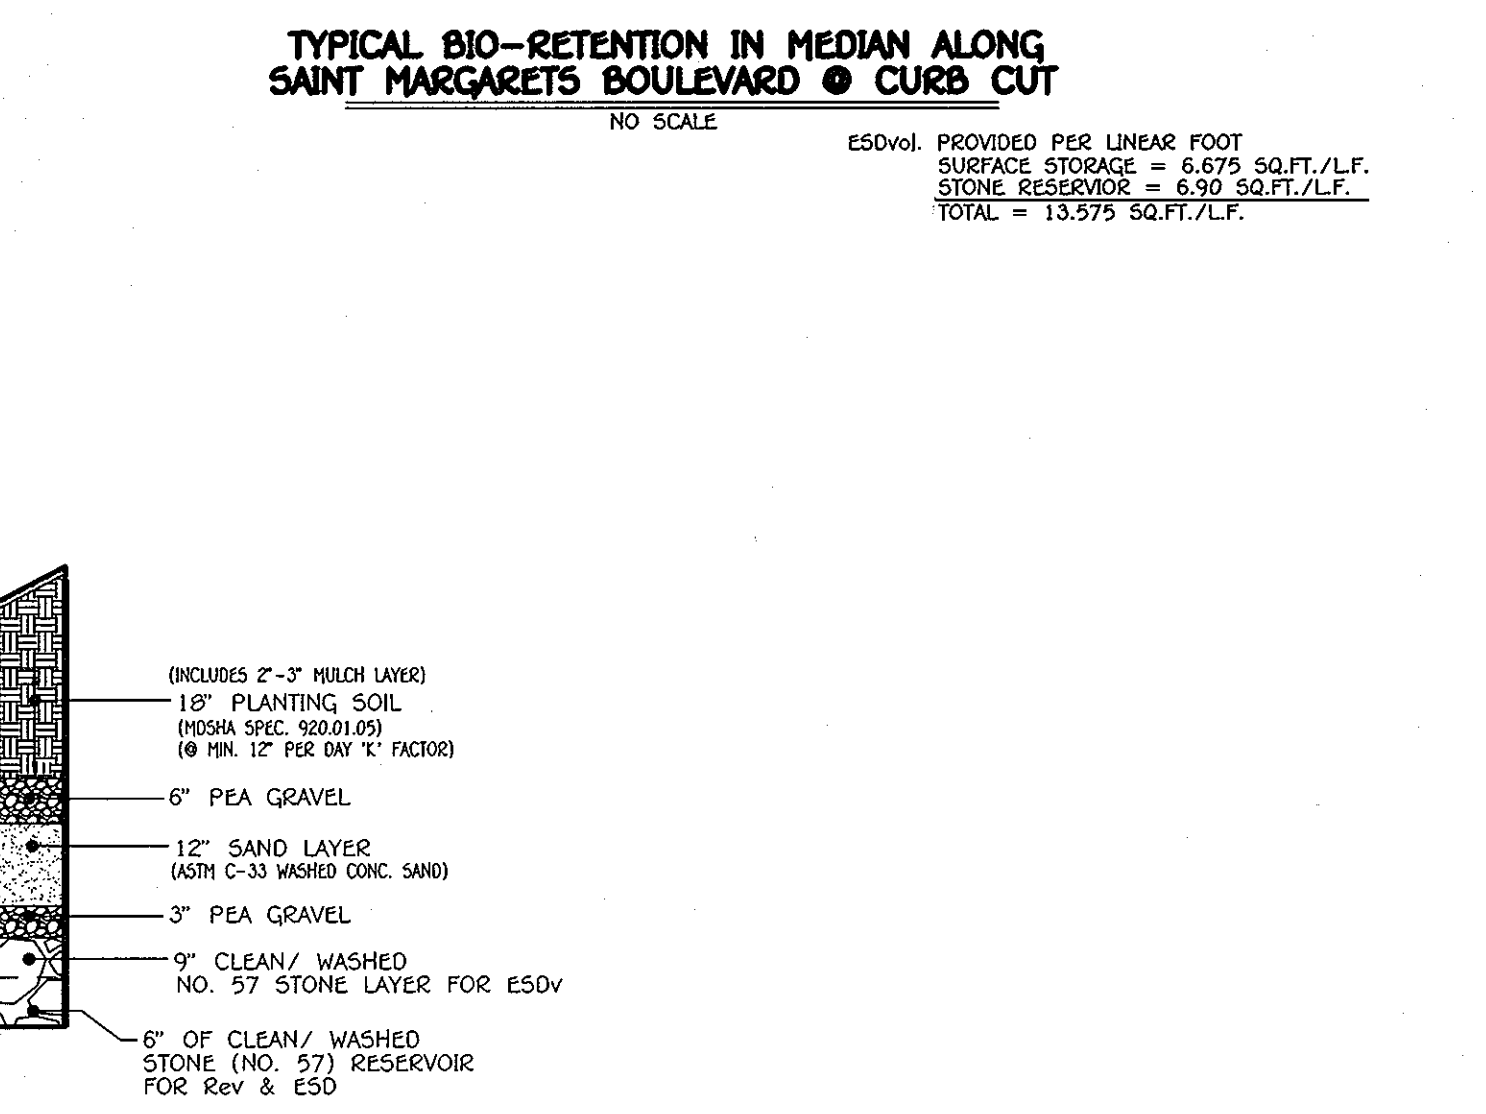 TYPICAL BIO-RETENTION IN MEDIAN ALONG
SAINT MARGARETS BOULEVARD @ CURB CUT
NO SCALE
ESDvol. PROVIDED PER LINEAR FOOT
SURFACE STORAGE = 6.675 SQ.FT./L.F.
STONE RESERVIOR = 6.90 SQ.FT./L.F.
TOTAL = 13.575 SQ.FT./L.F.
(INCLUDES 2"-3" MULCH LAYER)
18" PLANTING SOIL
(MDSHA SPEC. 920.01.05)
(@ MIN. 12" PER DAY 'K' FACTOR)
6" PEA GRAVEL
12" SAND LAYER
(ASTM C-33 WASHED CONC. SAND)
3" PEA GRAVEL
9" CLEAN/ WASHED
NO. 57 STONE LAYER FOR ESDv
6" OF CLEAN/ WASHED
STONE (NO. 57) RESERVOIR
FOR Rev & ESD